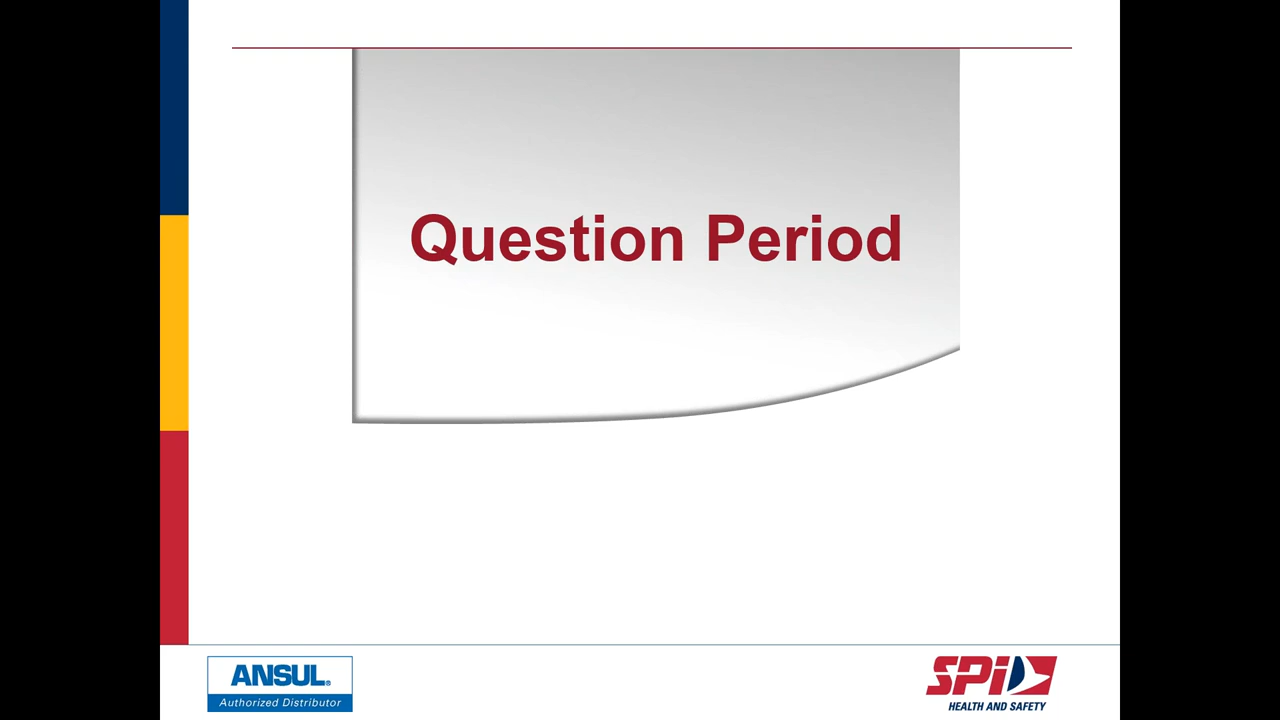 Question Period
ANSUL®
Authorized Distributor
SPi
HEALTH AND SAFETY